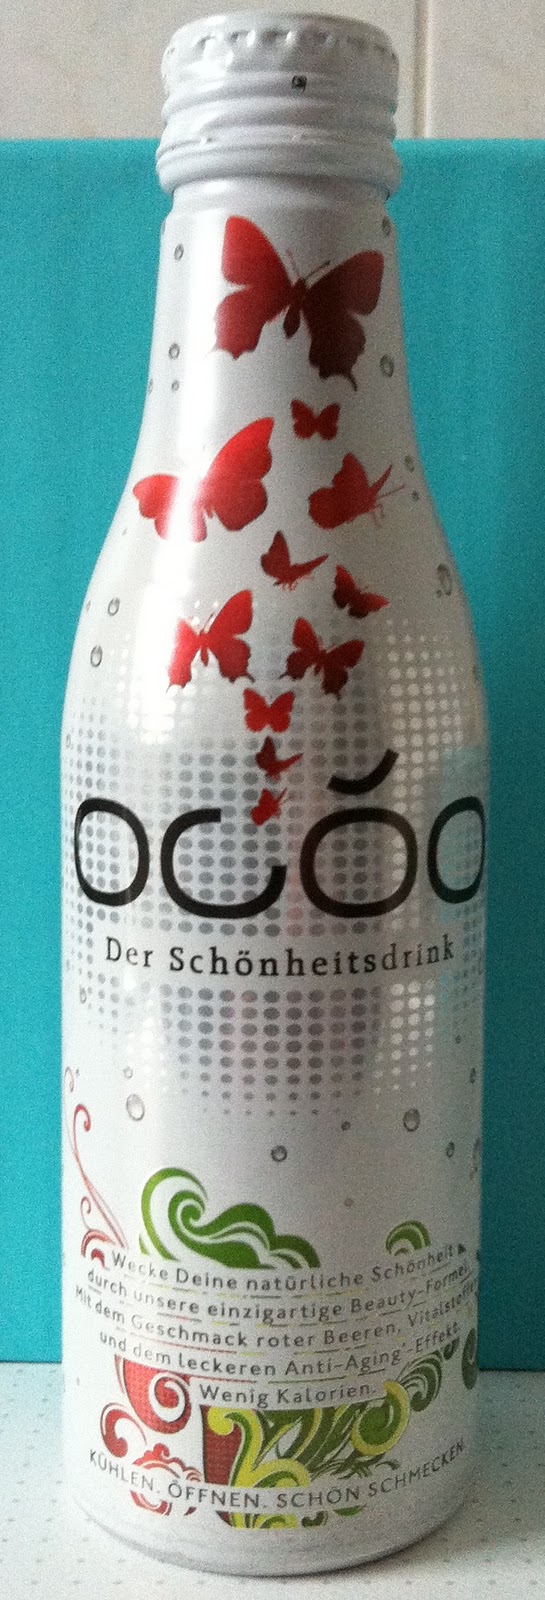 ocŏo
Der Schönheitsdrink
Wecke Deine natürliche Schönheit
durch unsere einzigartige Beauty-Formel.
Mit dem Geschmack roter Beeren, Vitalstoffen
und dem leckeren Anti-Aging*-Effekt.
Wenig Kalorien.
KÜHLEN. ÖFFNEN. SCHÖN SCHMECKEN.